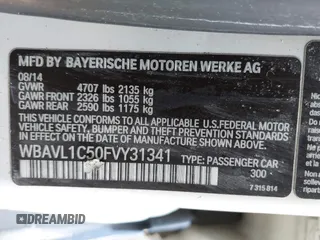 MFD BY BAYERISCHE MOTOREN WERKE AG
08/14
GVWR 4707 lbs 2135 kg
GAWR FRONT 2326 lbs 1055 kg
GAWR REAR 2590 lbs 1175 kg
THIS VEHICLE CONFORMS TO ALL APPLICABLE U.S.FEDERAL MOTOR
VEHICLE SAFETY, BUMPER, AND THEFT PREVENTION STANDARDS
IN EFFECT ON THE DATE OF MANUFACTURE SHOWN ABOVE.
WBAVL1C50FVY31341 TYPE: PASSENGER CAR
300
7 315 814